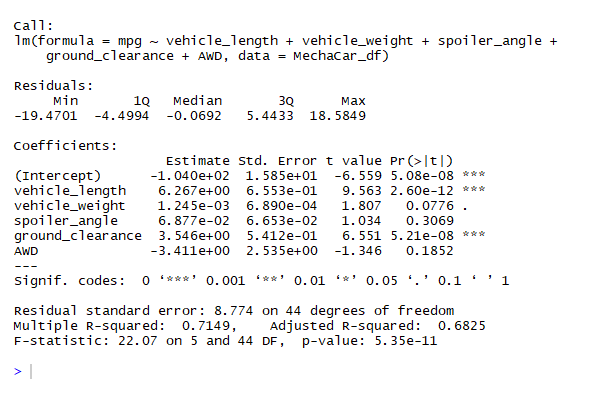 Call:
lm(formula = mpg ~ vehicle_length + vehicle_weight + spoiler_angle +
    ground_clearance + AWD, data = MechaCar_df)

Residuals:
     Min       1Q   Median       3Q      Max
-19.4701  -4.4994  -0.0692   5.4433  18.5849

Coefficients:
                   Estimate Std. Error t value Pr(>|t|)
(Intercept)      -1.040e+02  1.585e+01  -6.559 5.08e-08 ***
vehicle_length    6.267e+00  6.553e-01   9.563 2.60e-12 ***
vehicle_weight    1.245e-03  6.890e-04   1.807   0.0776 .
spoiler_angle     6.877e-02  6.653e-02   1.034   0.3069
ground_clearance  3.546e+00  5.412e-01   6.551 5.21e-08 ***
AWD              -3.411e+00  2.535e+00  -1.346   0.1852
---
Signif. codes:  0 ‘***’ 0.001 ‘**’ 0.01 ‘*’ 0.05 ‘.’ 0.1 ‘ ’ 1

Residual standard error: 8.774 on 44 degrees of freedom
Multiple R-squared:  0.7149,    Adjusted R-squared:  0.6825
F-statistic: 22.07 on 5 and 44 DF,  p-value: 5.35e-11

>